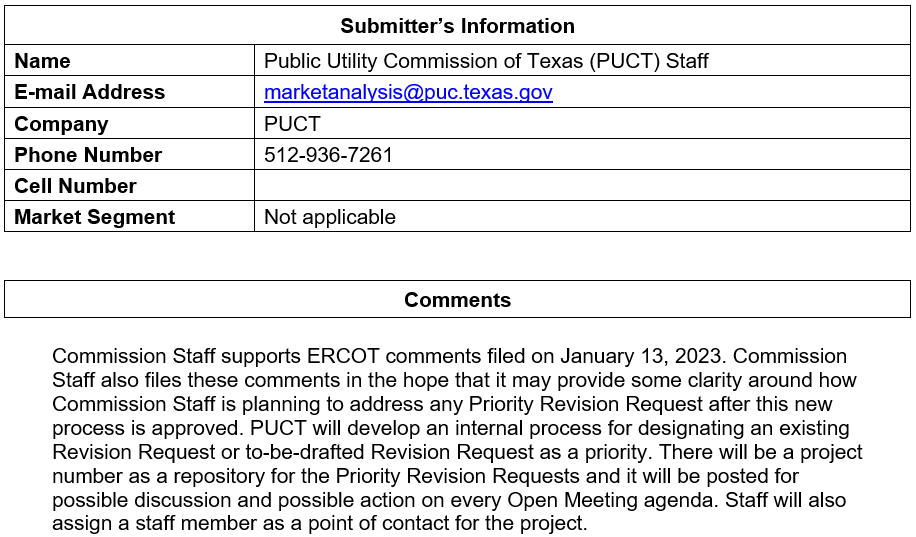 Submitter’s Information
Name Public Utility Commission of Texas (PUCT) Staff
E-mail Address marketanalysis@puc.texas.gov
Company PUCT
Phone Number 512-936-7261
Cell Number
Market Segment Not applicable
Comments
Commission Staff supports ERCOT comments filed on January 13, 2023. Commission
Staff also files these comments in the hope that it may provide some clarity around how
Commission Staff is planning to address any Priority Revision Request after this new
process is approved. PUCT will develop an internal process for designating an existing
Revision Request or to-be-drafted Revision Request as a priority. There will be a project
number as a repository for the Priority Revision Requests and it will be posted for
possible discussion and possible action on every Open Meeting agenda. Staff will also
assign a staff member as a point of contact for the project.